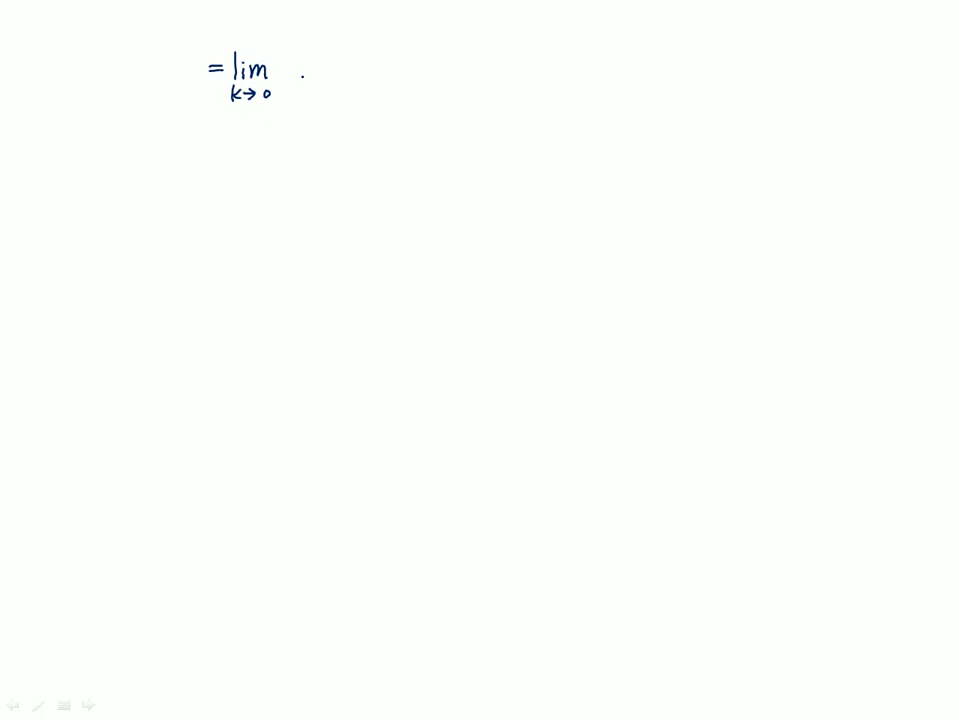 = lim .
k→0